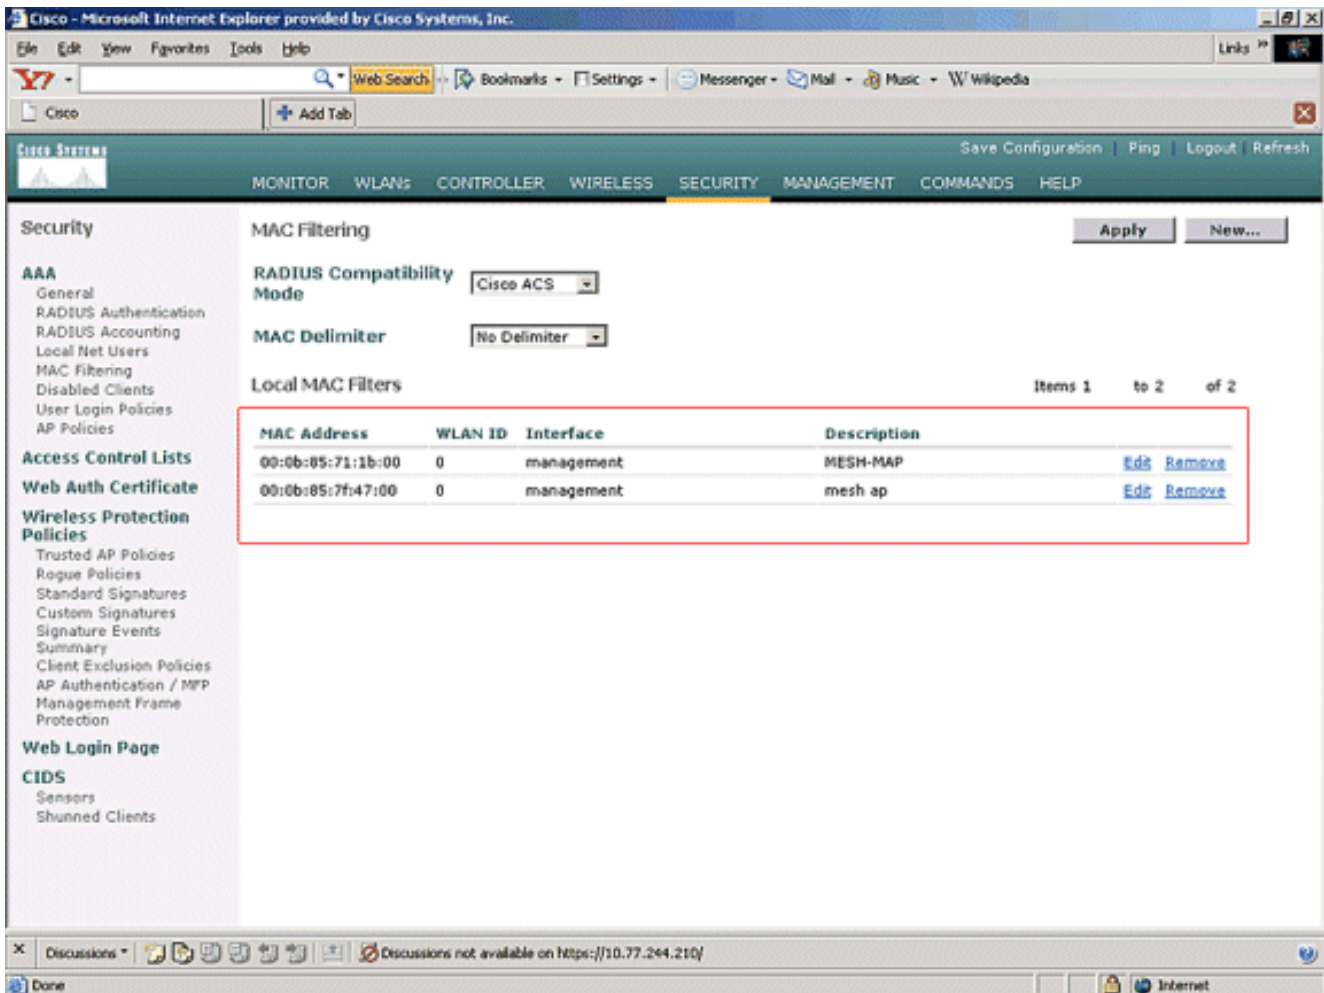 Cisco - Microsoft Internet Explorer provided by Cisco Systems, Inc.
File Edit View Favorites Tools Help Links »
Y? Web Search Bookmarks Settings Messenger Mail Music W Wikipedia
Cisco Add Tab
CISCO SYSTEMS
Save Configuration | Ping | Logout | Refresh
MONITOR WLANs CONTROLLER WIRELESS SECURITY MANAGEMENT COMMANDS HELP
Security
AAA
General
RADIUS Authentication
RADIUS Accounting
Local Net Users
MAC Filtering
Disabled Clients
User Login Policies
AP Policies
Access Control Lists
Web Auth Certificate
Wireless Protection
Policies
Trusted AP Policies
Rogue Policies
Standard Signatures
Custom Signatures
Signature Events
Summary
Client Exclusion Policies
AP Authentication / MFP
Management Frame
Protection
Web Login Page
CIDS
Sensors
Shunned Clients
MAC Filtering Apply New...
RADIUS Compatibility
Mode Cisco ACS
MAC Delimiter No Delimiter
Local MAC Filters Items 1 to 2 of 2
MAC Address WLAN ID Interface Description
00:0b:85:71:1b:00 0 management MESH-MAP Edit Remove
00:0b:85:7f:47:00 0 management mesh ap Edit Remove
Discussions Discussions not available on https://10.77.244.210/
Done Internet